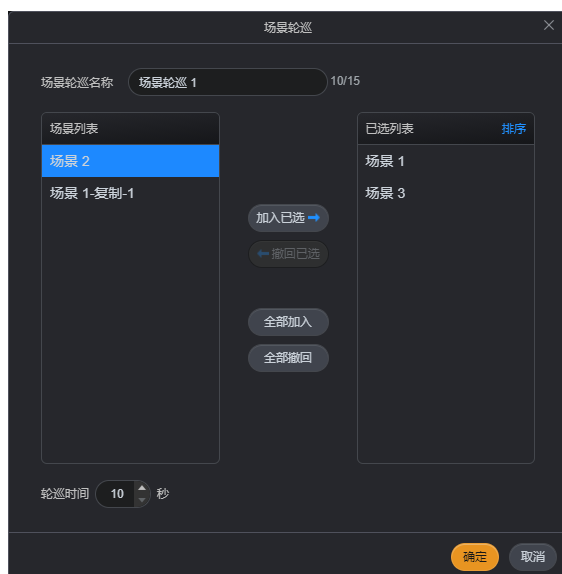 场景轮巡
场景轮巡名称 场景轮巡 1 10/15
场景列表
场景 2
场景 1-复制-1
加入已选
撤回已选
全部加入
全部撤回
已选列表 排序
场景 1
场景 3
轮巡时间 10 秒
确定 取消